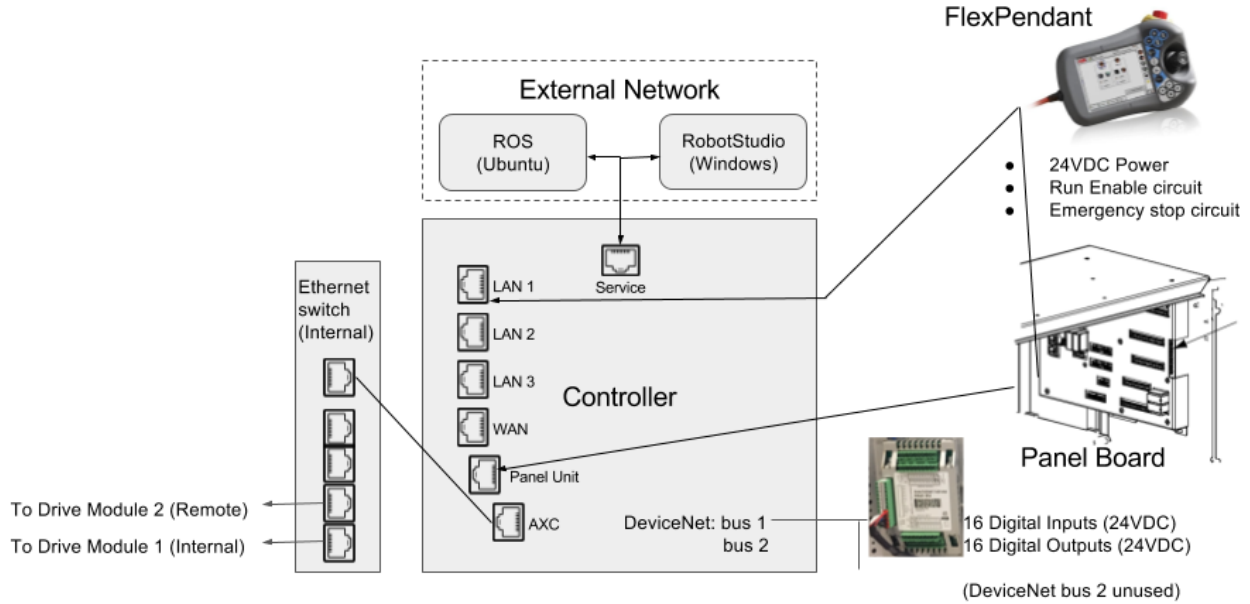 FlexPendant
External Network
ROS
(Ubuntu)
RobotStudio
(Windows)
24VDC Power
Run Enable circuit
Emergency stop circuit
Ethernet
switch
(Internal)
Service
LAN 1
LAN 2
LAN 3
WAN
Controller
Panel Unit
AXC
Panel Board
To Drive Module 2 (Remote)
To Drive Module 1 (Internal)
DeviceNet: bus 1
bus 2
16 Digital Inputs (24VDC)
16 Digital Outputs (24VDC)
(DeviceNet bus 2 unused)